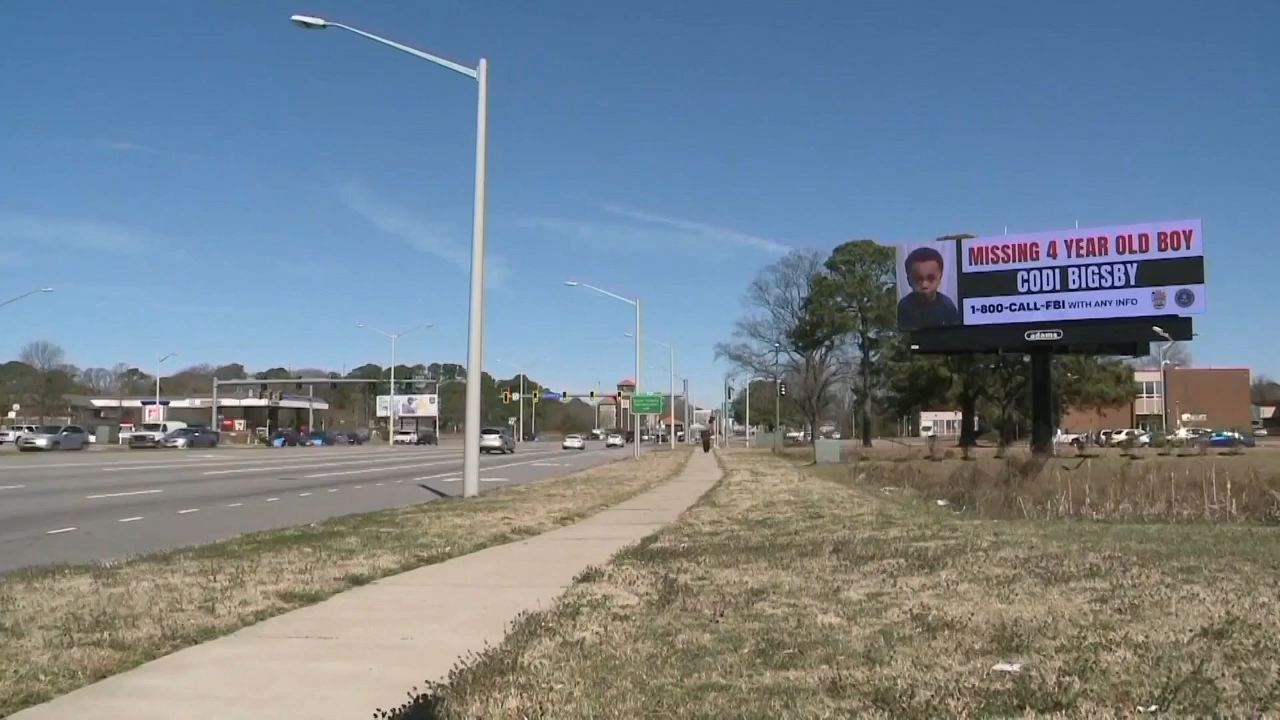 MISSING 4 YEAR OLD BOY
CODI BIGSBY
1-800-CALL-FBI WITH ANY INFO
adams